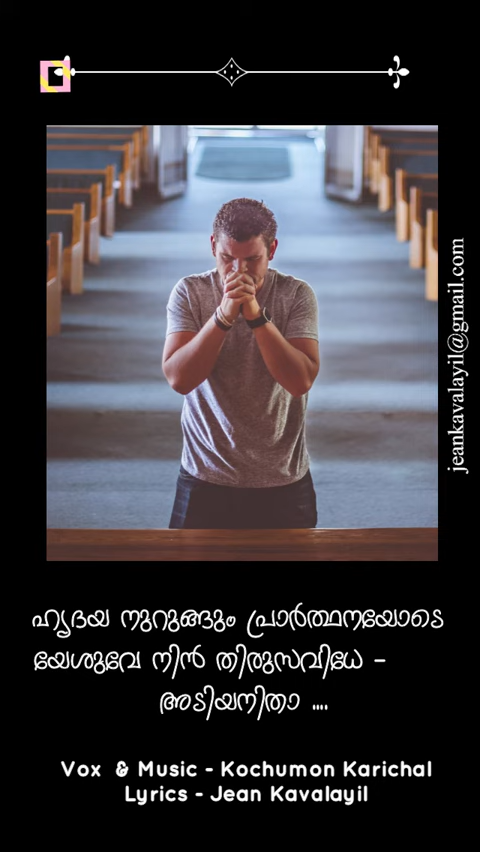 jeankavalayil@gmail.com
ഹൃദയ നുറുങ്ങും പ്രാർത്ഥനയോടെ
യേശുവേ നിൻ തിരുസവിധേ -
അടിയനിതാ ....
Vox & Music - Kochumon Karichal
Lyrics - Jean Kavalayil